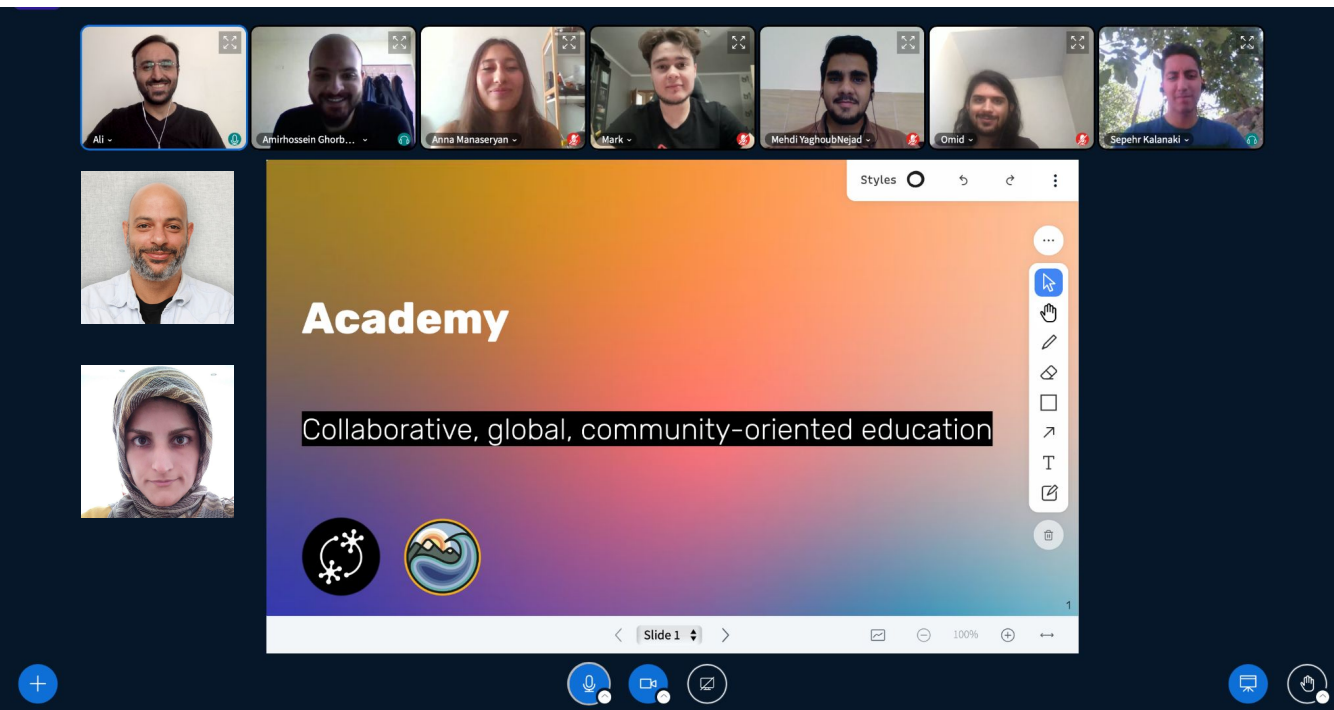 Ali
Amirhossein Ghorb...
Anna Manaseryan
Mark
Mehdi YaghoubNejad
Omid
Sepehr Kalanaki
Styles
Academy
Collaborative, global, community-oriented education
T
1
Slide 1
100%